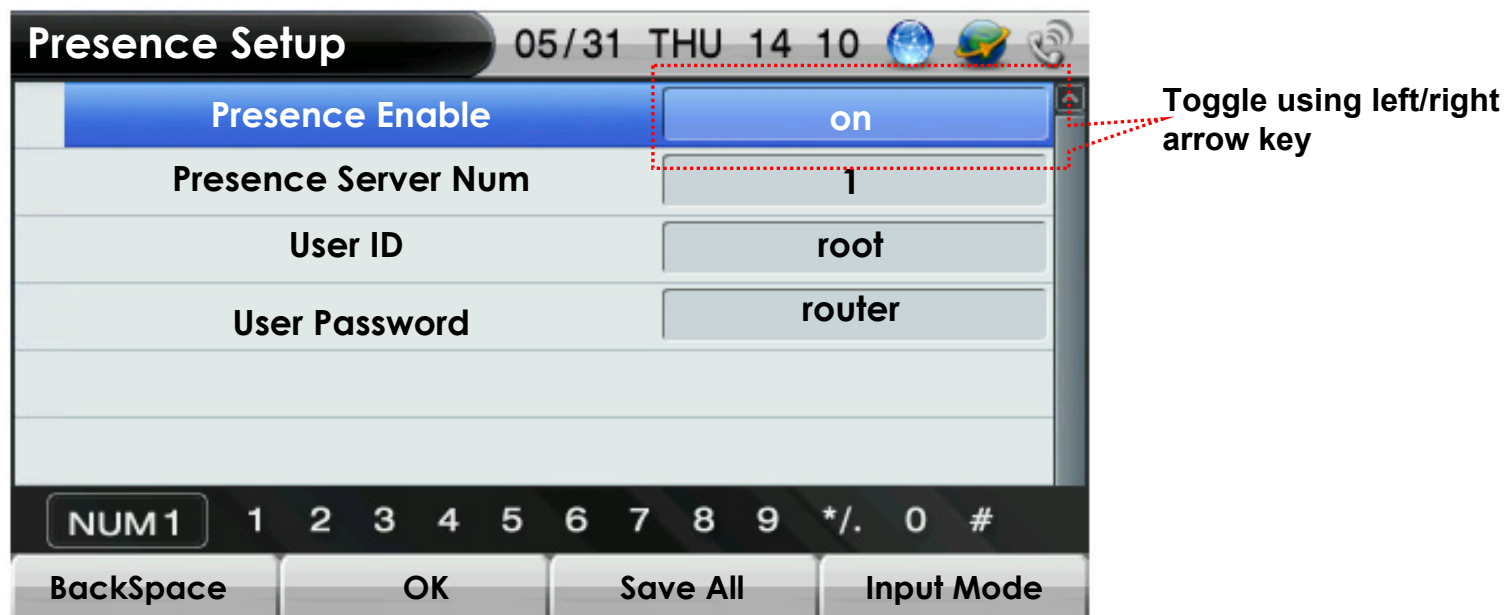 Presence Setup 05/31 THU 14 10
Presence Enable on
Toggle using left/right
arrow key
Presence Server Num 1
User ID root
User Password router
NUM1 1 2 3 4 5 6 7 8 9 */. 0 #
BackSpace OK Save All Input Mode